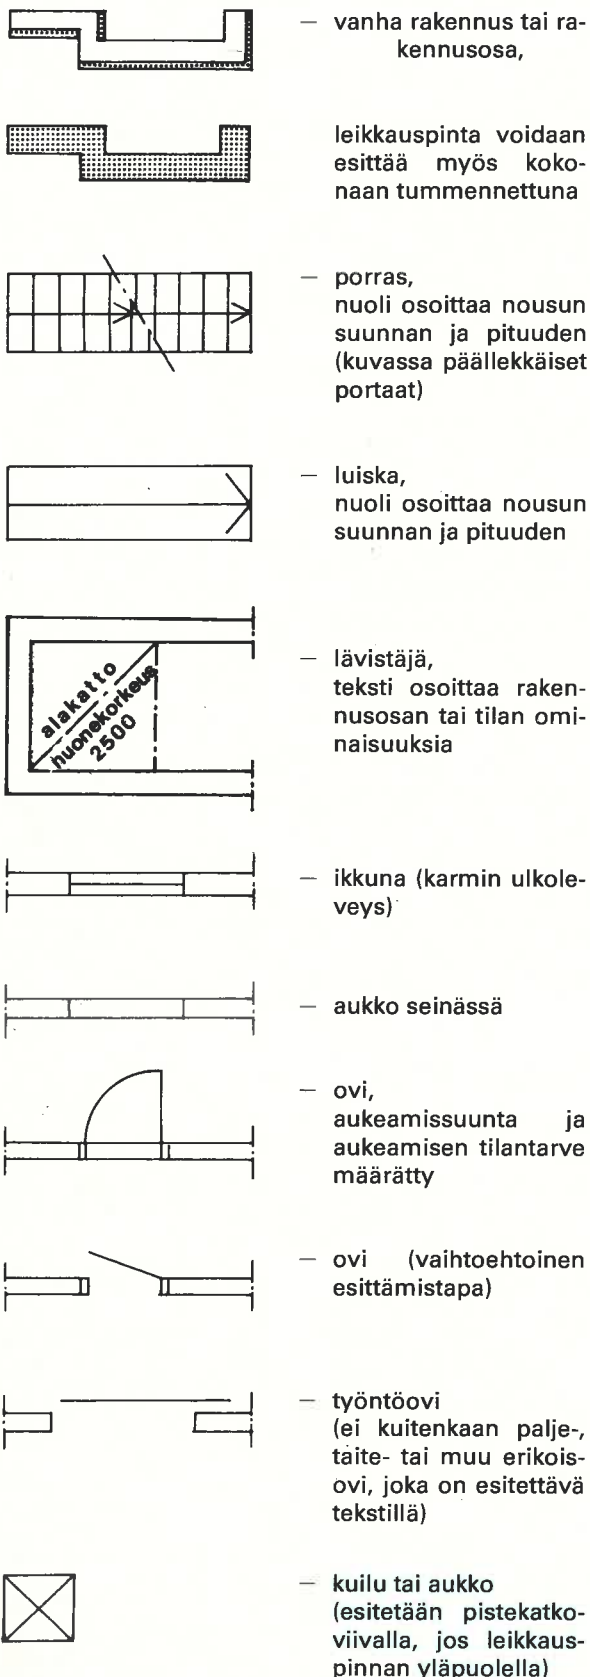 — vanha rakennus tai ra-
kennusosa,
leikkauspinta voidaan
esittää myös koko-
naan tummennettuna
— porras,
nuoli osoittaa nousun
suunnan ja pituuden
(kuvassa päällekkäiset
portaat)
— luiska,
nuoli osoittaa nousun
suunnan ja pituuden
alakatto
huonekorkeus
2500
— lävistäjä,
teksti osoittaa raken-
nusosan tai tilan omi-
naisuuksia
— ikkuna (karmin ulkole-
veys)
— aukko seinässä
— ovi,
aukeamissuunta ja
aukeamisen tilantarve
määrätty
— ovi (vaihtoehtoinen
esittämistapa)
— työntöovi
(ei kuitenkaan palje-,
taite- tai muu erikois-
ovi, joka on esitettävä
tekstillä)
— kuilu tai aukko
(esitetään pistekatko-
viivalla, jos leikkaus-
pinnan yläpuolella)